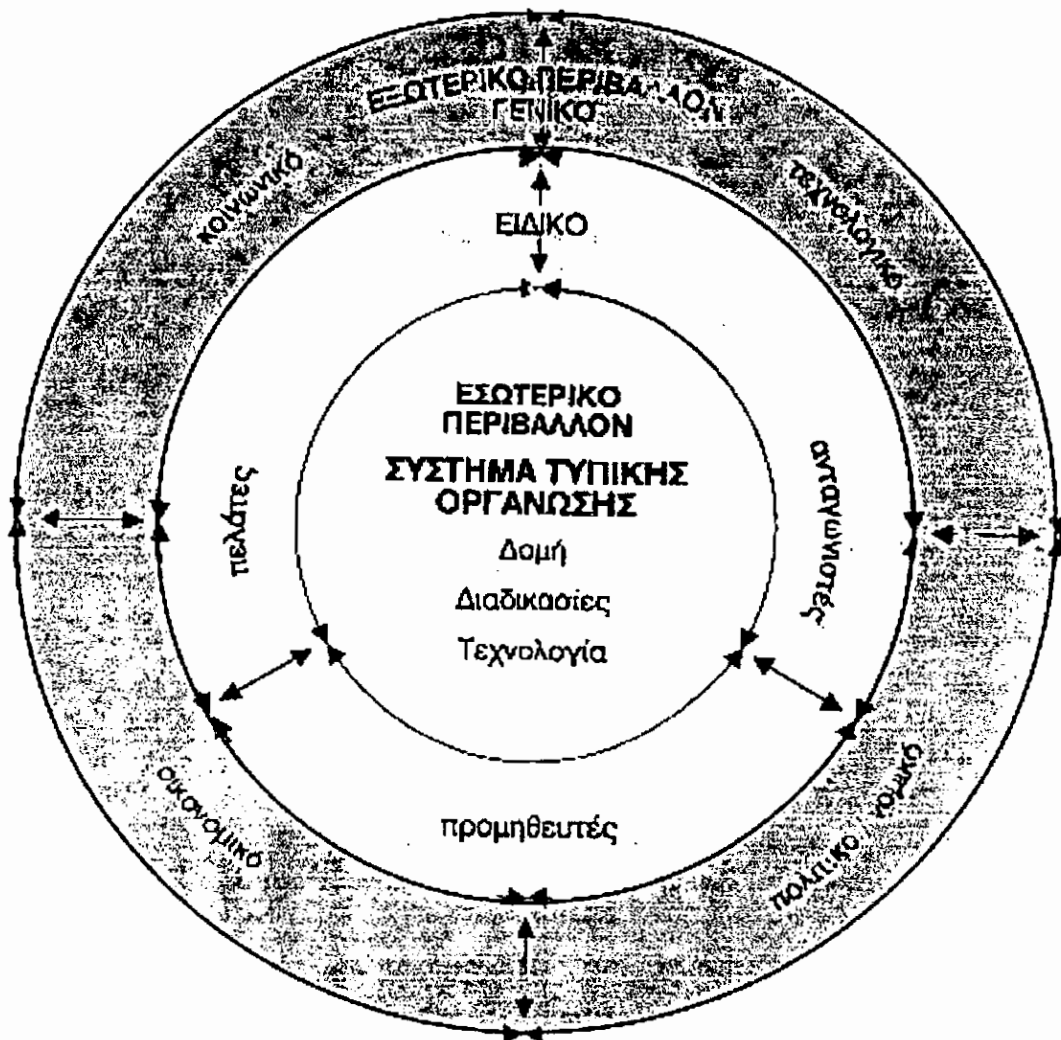 ΕΞΩΤΕΡΙΚΟ ΠΕΡΙΒΑΛΛΟΝ
ΓΕΝΙΚΟ
κοινωνικό
τεχνολογικό
ΕΙΔΙΚΟ
ΕΣΩΤΕΡΙΚΟ
ΠΕΡΙΒΑΛΛΟΝ
ΣΥΣΤΗΜΑ ΤΥΠΙΚΗΣ
ΟΡΓΑΝΩΣΗΣ
Δομή
Διαδικασίες
Τεχνολογία
πελάτες
ανταγωνιστές
προμηθευτές
οικονομικό
πολιτικό / νομικό